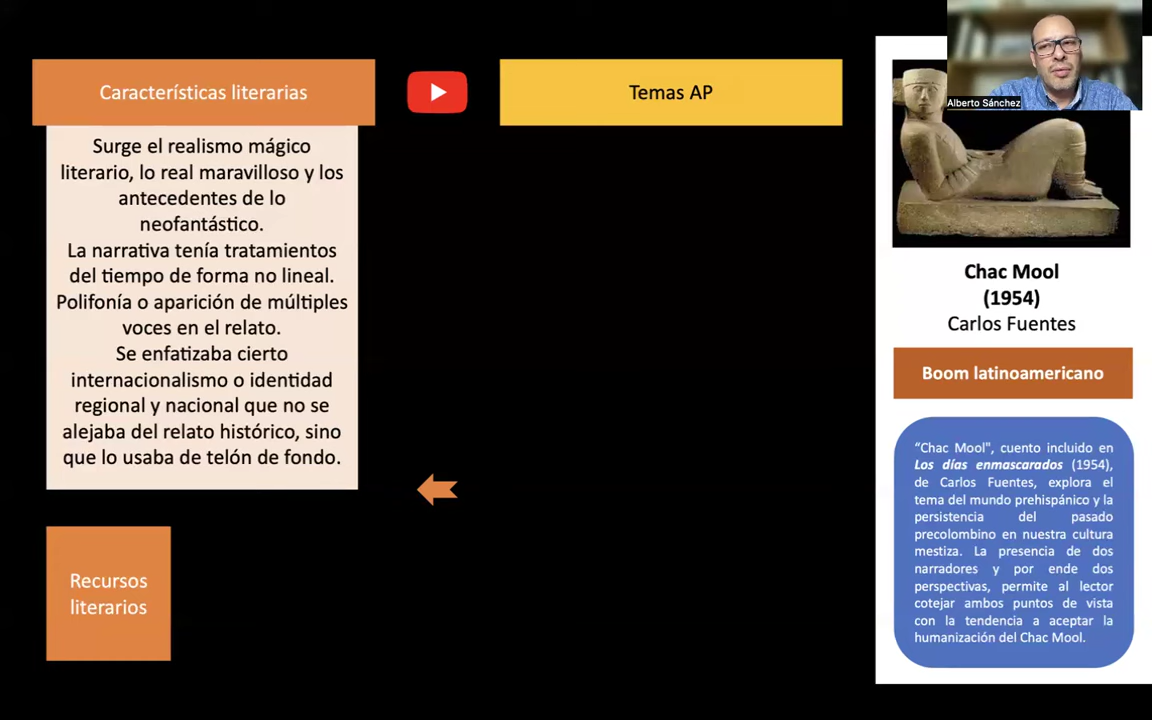 Características literarias
Surge el realismo mágico
literario, lo real maravilloso y los
antecedentes de lo
neofantástico.
La narrativa tenía tratamientos
del tiempo de forma no lineal.
Polifonía o aparición de múltiples
voces en el relato.
Se enfatizaba cierto
internacionalismo o identidad
regional y nacional que no se
alejaba del relato histórico, sino
que lo usaba de telón de fondo.
Recursos
literarios
Temas AP
Alberto Sánchez
Chac Mool
(1954)
Carlos Fuentes
Boom latinoamericano
“Chac Mool", cuento incluido en
Los días enmascarados (1954),
de Carlos Fuentes, explora el
tema del mundo prehispánico y la
persistencia del pasado
precolombino en nuestra cultura
mestiza. La presencia de dos
narradores y por ende dos
perspectivas, permite al lector
cotejar ambos puntos de vista
con la tendencia a aceptar la
humanización del Chac Mool.